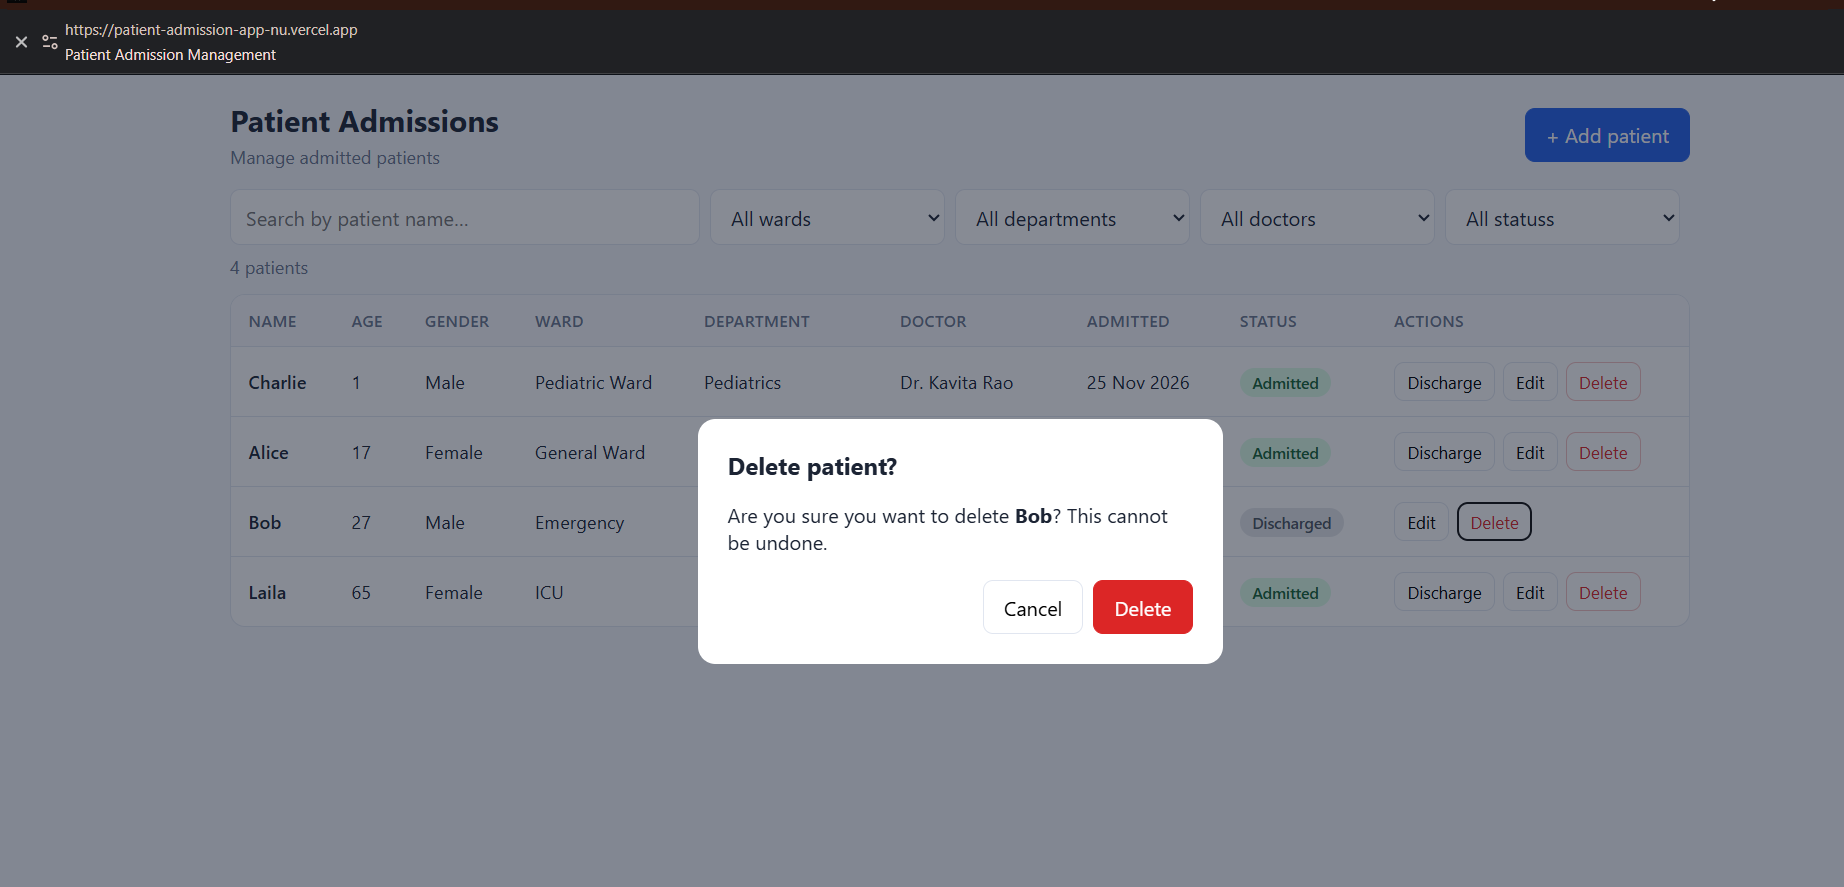 https://patient-admission-app-nu.vercel.app
Patient Admission Management
Patient Admissions
Manage admitted patients
+ Add patient
Search by patient name...
All wards
All departments
All doctors
All statuss
4 patients
NAME AGE GENDER WARD DEPARTMENT DOCTOR ADMITTED STATUS ACTIONS
Charlie 1 Male Pediatric Ward Pediatrics Dr. Kavita Rao 25 Nov 2026 Admitted Discharge Edit Delete
Alice 17 Female General Ward Admitted Discharge Edit Delete
Bob 27 Male Emergency Discharged Edit Delete
Laila 65 Female ICU Admitted Discharge Edit Delete
Delete patient?
Are you sure you want to delete Bob? This cannot
be undone.
Cancel
Delete